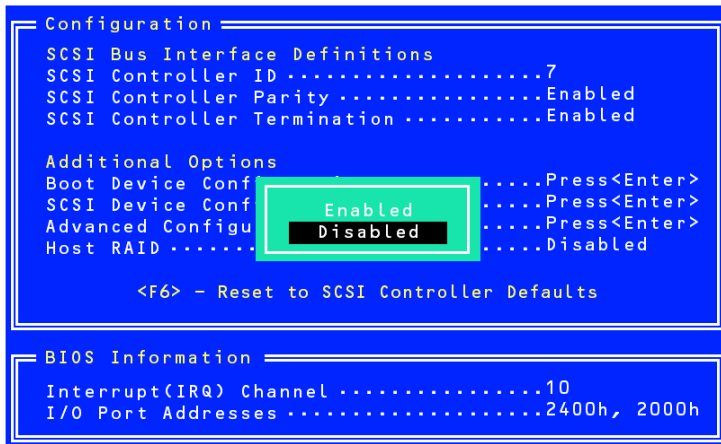 Configuration
SCSI Bus Interface Definitions
SCSI Controller ID ···················· 7
SCSI Controller Parity ················ Enabled
SCSI Controller Termination ··········· Enabled
Additional Options
Boot Device Conf ····· Press<Enter>
SCSI Device Conf ····· Press<Enter>
Advanced Configu ····· Press<Enter>
Host RAID ········ ····· Disabled
Enabled
Disabled
<F6> - Reset to SCSI Controller Defaults
BIOS Information
Interrupt(IRQ) Channel ················ 10
I/O Port Addresses ···················· 2400h, 2000h